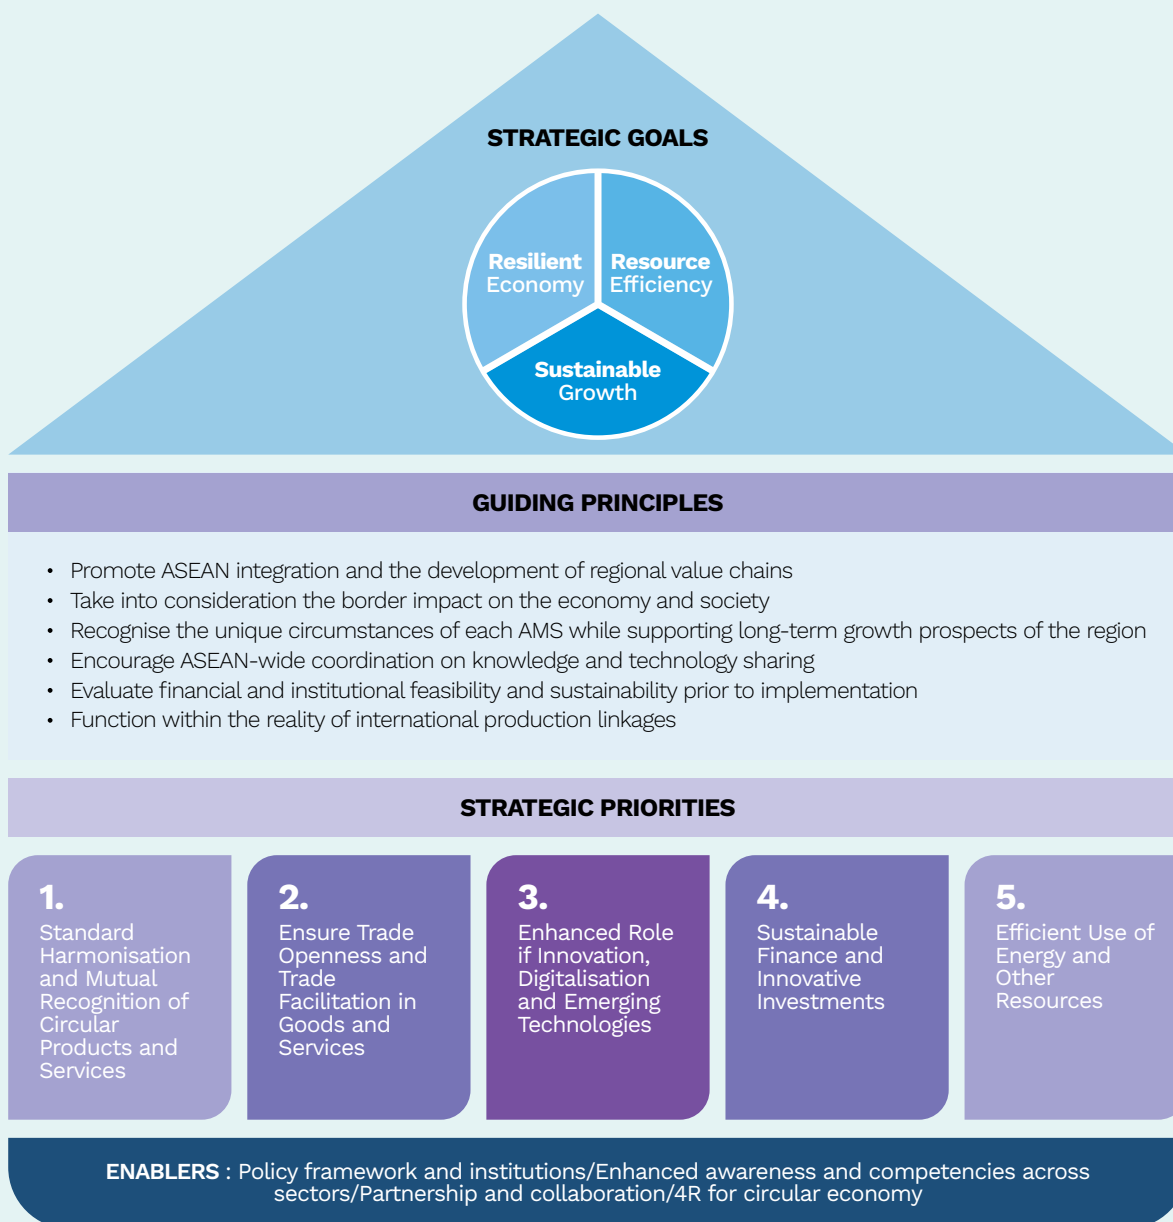 STRATEGIC GOALS
Resilient
Economy
Resource
Efficiency
Sustainable
Growth
GUIDING PRINCIPLES
• Promote ASEAN integration and the development of regional value chains
• Take into consideration the border impact on the economy and society
• Recognise the unique circumstances of each AMS while supporting long-term growth prospects of the region
• Encourage ASEAN-wide coordination on knowledge and technology sharing
• Evaluate financial and institutional feasibility and sustainability prior to implementation
• Function within the reality of international production linkages
STRATEGIC PRIORITIES
1.
Standard
Harmonisation
and Mutual
Recognition of
Circular
Products and
Services
2.
Ensure Trade
Openness and
Trade
Facilitation in
Goods and
Services
3.
Enhanced Role
if Innovation,
Digitalisation
and Emerging
Technologies
4.
Sustainable
Finance and
Innovative
Investments
5.
Efficient Use of
Energy and
Other
Resources
ENABLERS : Policy framework and institutions/Enhanced awareness and competencies across
sectors/Partnership and collaboration/4R for circular economy